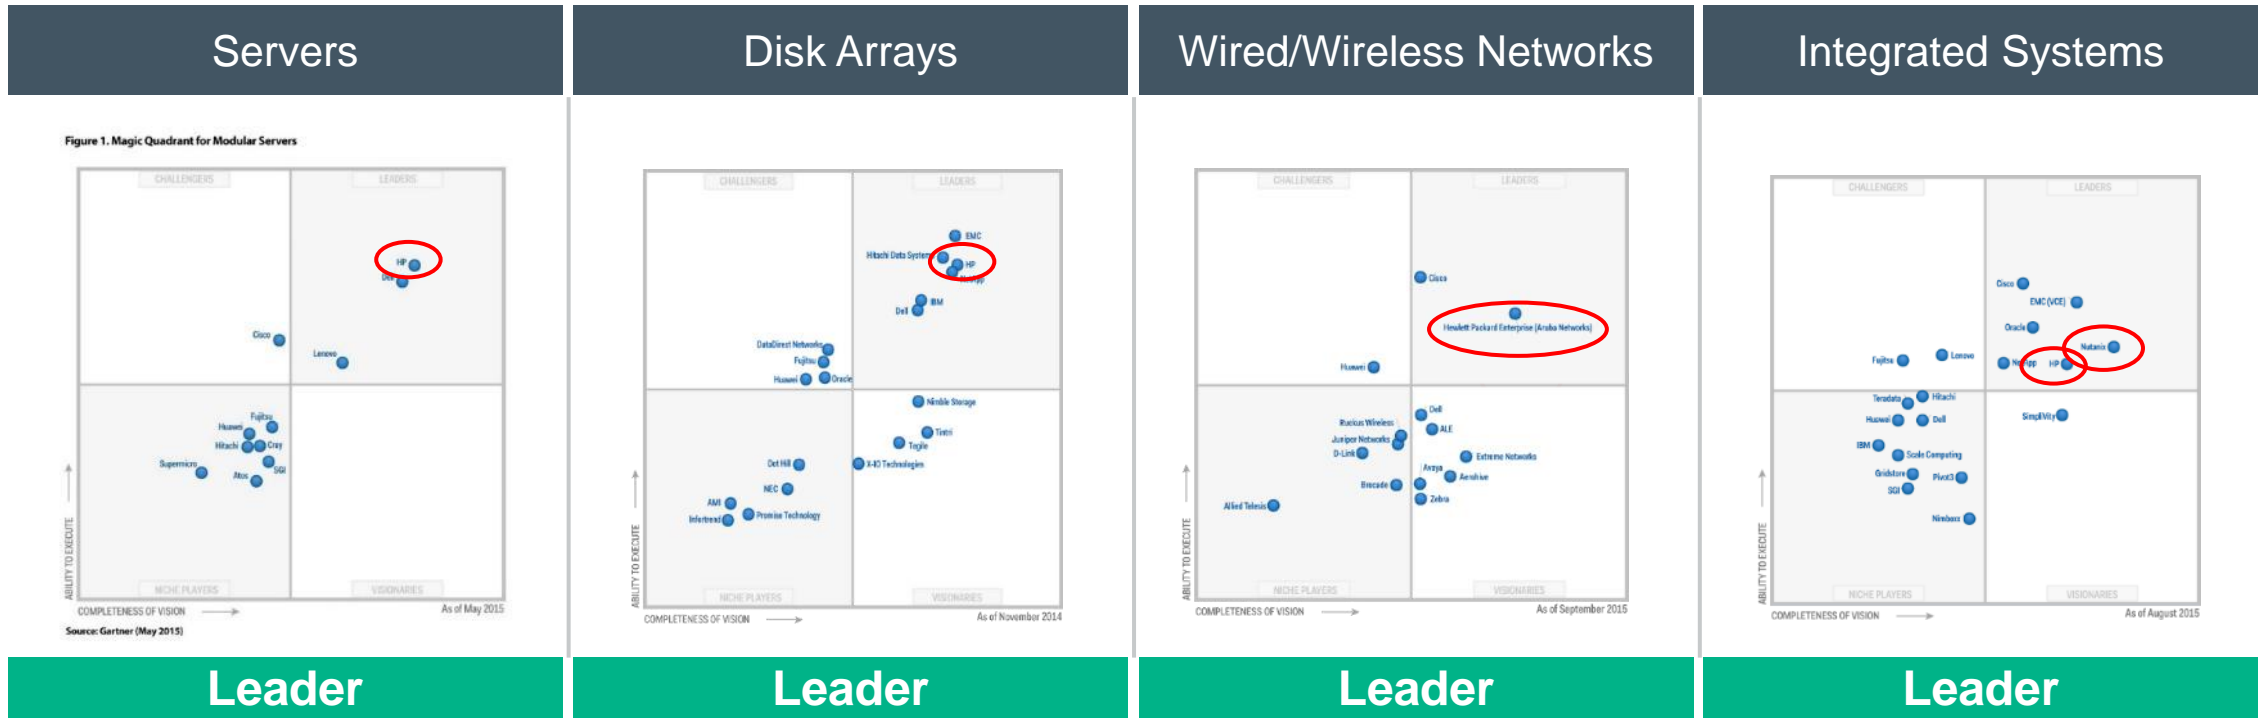 Servers
Disk Arrays
Wired/Wireless Networks
Integrated Systems
Figure 1. Magic Quadrant for Modular Servers
CHALLENGERS
LEADERS
HP
Dell
Cisco
Lenovo
Fujitsu
Huawei
Hitachi
Cray
Supermicro
SGI
Atos
ABILITY TO EXECUTE
NICHE PLAYERS
VISIONARIES
COMPLETENESS OF VISION
As of May 2015
Source: Gartner (May 2015)
CHALLENGERS
LEADERS
EMC
Hitachi Data Systems
HP
NetApp
IBM
Dell
DataDirect Networks
Fujitsu
Huawei
Oracle
Nimble Storage
Tintri
Tegile
Dot Hill
X-IO Technologies
NEC
AMI
Infortrend
Promise Technology
ABILITY TO EXECUTE
NICHE PLAYERS
VISIONARIES
COMPLETENESS OF VISION
As of November 2014
CHALLENGERS
LEADERS
Cisco
Hewlett Packard Enterprise (Aruba Networks)
Huawei
Dell
Ruckus Wireless
ALE
Juniper Networks
D-Link
Extreme Networks
Avaya
Aerohive
Brocade
Zebra
Allied Telesis
ABILITY TO EXECUTE
NICHE PLAYERS
VISIONARIES
COMPLETENESS OF VISION
As of September 2015
CHALLENGERS
LEADERS
Cisco
EMC (VCE)
Oracle
Nutanix
Fujitsu
Lenovo
NetApp
HP
Teradata
Hitachi
Huawei
Dell
SimpliVity
IBM
Scale Computing
Gridstore
Pivot3
SGI
Nimboxx
ABILITY TO EXECUTE
NICHE PLAYERS
VISIONARIES
COMPLETENESS OF VISION
As of August 2015
Leader
Leader
Leader
Leader